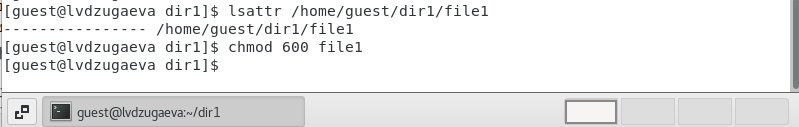 [guest@lvdzugaeva dir1]$ lsattr /home/guest/dir1/file1
---------------- /home/guest/dir1/file1
[guest@lvdzugaeva dir1]$ chmod 600 file1
[guest@lvdzugaeva dir1]$
guest@lvdzugaeva:~/dir1